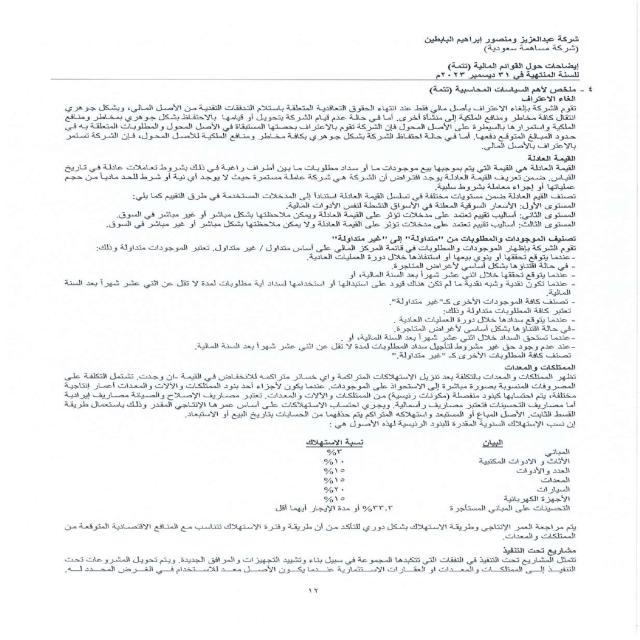 شركة عبدالعزيز ومنصور إبراهيم البابطين
(شركة مساهمة سعودية)
إيضاحات حول القوائم المالية (تتمة)
للسنة المنتهية في ٣١ ديسمبر ٢٠٢٣م
٤ - ملخص لأهم السياسات المحاسبية (تتمة)
الغاء الاعتراف
تقوم الشركة بإلغاء الاعتراف بأصل مالي فقط عند انتهاء الحقوق التعاقدية المتعلقة باستلام التدفقات النقدية من الأصل المالي، وبشكل جوهري
انتقال كافة مخاطر ومنافع الملكية إلى منشأة أخرى. أما في حالة عدم قيام الشركة بتحويل أو قيامها بالاحتفاظ بشكل جوهري بمخاطر ومنافع
الملكية واستمرارها بالسيطرة على الأصل المحول فإن الشركة تقوم بالاعتراف بحصتها المستبقاة في الأصل المحول والمطلوبات المتعلقة به في
حدود المبالغ المتوقع دفعها. أما في حالة احتفاظ الشركة بشكل جوهري بكافة مخاطر ومنافع الملكية للأصل المحول، فإن الشركة تستمر
بالاعتراف بالأصل المالي.
القيمة العادلة
القيمة العادلة هي القيمة التي يتم بموجبها بيع موجودات ما أو سداد مطلوبات ما بين أطراف راغبة في ذلك بشروط تعاملات عادلة في تاريخ
القياس. ضمن تعريف القيمة العادلة يوجد افتراض أن الشركة هي شركة عاملة مستمرة حيث لا يوجد أي نية أو شرط للحد مادياً من حجم
عملياتها أو إجراء معاملة بشروط سلبية.
تصنف القيم العادلة ضمن مستويات مختلفة في تسلسل القيمة العادلة استناداً إلى المدخلات المستخدمة في طرق التقييم كما يلي:
المستوى الأول: الأسعار السوقية المعلنة في الأسواق النشطة لنفس الأدوات المالية.
المستوى الثاني: أساليب تقييم تعتمد على مدخلات تؤثر على القيمة العادلة ويمكن ملاحظتها بشكل مباشر أو غير مباشر في السوق.
المستوى الثالث: أساليب تقييم تعتمد على مدخلات تؤثر على القيمة العادلة ولا يمكن ملاحظتها بشكل مباشر أو غير مباشر في السوق.
تصنيف الموجودات والمطلوبات من "متداولة" إلى "غير متداولة"
تقوم الشركة بإظهار الموجودات والمطلوبات في قائمة المركز المالي على أساس متداول / غير متداول. تعتبر الموجودات متداولة وذلك:
-عندما يتوقع تحققها أو ينوي بيعها أو استنفاذها خلال دورة العمليات العادية.
- في حالة اقتناؤها بشكل أساسي لأغراض المتاجرة.
- عندما يتوقع تحققها خلال اثني عشر شهراً بعد السنة المالية، أو
- عندما تكون نقدية وشبه نقدية ما لم تكن هناك قيود على استبدالها أو استخدامها لسداد أية مطلوبات لمدة لا تقل عن اثني عشر شهراً بعد السنة
المالية.
- تصنف كافة الموجودات الأخرى كـ "غير متداولة".
تعتبر كافة المطلوبات متداولة وذلك:
- عندما يتوقع سدادها خلال دورة العمليات العادية .
-في حالة اقتناؤها بشكل أساسي لأغراض المتاجرة.
- عندما تستحق السداد خلال اثني عشر شهراً بعد السنة المالية، أو .
- عند عدم وجود حق غير مشروط لتأجيل سداد المطلوبات لمدة لا تقل عن اثني عشر شهراً بعد السنة المالية.
تصنف كافة المطلوبات الأخرى كـ "غير متداولة".
الممتلكات والمعدات
تظهر الممتلكات والمعدات بالتكلفة بعد تنزيل الإستهلاكات المتراكمة وأي خسائر متراكمة للانخفاض في القيمة -إن وجدت. تشتمل التكلفة على
المصروفات المنسوبة بصورة مباشرة إلى الاستحواذ على الموجودات. عندما يكون لأجزاء أحد بنود الممتلكات والآلات والمعدات أعمار إنتاجية
مختلفة، يتم احتسابها كبنود منفصلة (مكونات رئيسية) من الممتلكات والآلات والمعدات. تعتبر مصاريف الإصلاح والصيانة مصاريف إيرادية
أما مصاريف التحسينات فتعتبر مصاريف رأسمالية. ويجري احتساب الاستهلاكات على أساس عمرها الإنتاجي المقدر وذلك باستعمال طريقة
القسط الثابت. الأصل المباع أو المستبعد واستهلاكه المتراكم يتم حذفهما من الحسابات بتاريخ البيع أو الاستبعاد.
إن نسب الإستهلاك السنوية المقدرة للبنود الرئيسية لهذه الأصول هي :
البيان نسبة الاستهلاك
المباني ٣%
الأثاث و الادوات المكتبية ١٠%
العدد والأدوات ١٥%
المعدات ١٥%
السيارات ٢٠%
الأجهزة الكهربائية ١٥%
التحسينات على المباني المستأجرة ٣٣.٣% أو مدة الإيجار أيهما أقل
يتم مراجعة العمر الإنتاجي وطريقة الاستهلاك بشكل دوري للتأكد من أن طريقة وفترة الاستهلاك تتناسب مع المنافع الاقتصادية المتوقعة من
الممتلكات والمعدات.
مشاريع تحت التنفيذ
تتمثل المشاريع تحت التنفيذ في النفقات التي تتكبدها المجموعة في سبيل بناء وتشييد التجهيزات والمرافق الجديدة. ويتم تحويل المشروعات تحت
التنفيذ إلى الممتلكات والمعدات أو العقارات الاستثمارية عندما يكون الأصل معد للاستخدام في الغرض المحدد له.
١٢